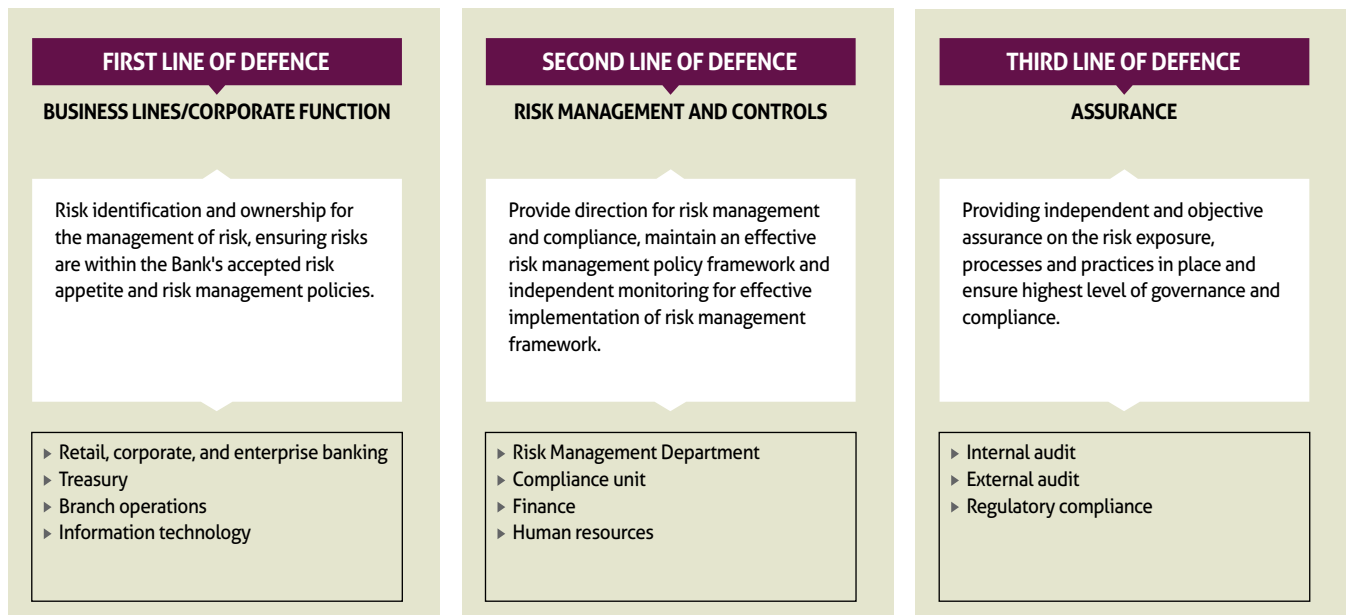 FIRST LINE OF DEFENCE
BUSINESS LINES/CORPORATE FUNCTION
Risk identification and ownership for
the management of risk, ensuring risks
are within the Bank's accepted risk
appetite and risk management policies.
▸ Retail, corporate, and enterprise banking
▸ Treasury
▸ Branch operations
▸ Information technology
SECOND LINE OF DEFENCE
RISK MANAGEMENT AND CONTROLS
Provide direction for risk management
and compliance, maintain an effective
risk management policy framework and
independent monitoring for effective
implementation of risk management
framework.
▸ Risk Management Department
▸ Compliance unit
▸ Finance
▸ Human resources
THIRD LINE OF DEFENCE
ASSURANCE
Providing independent and objective
assurance on the risk exposure,
processes and practices in place and
ensure highest level of governance and
compliance.
▸ Internal audit
▸ External audit
▸ Regulatory compliance